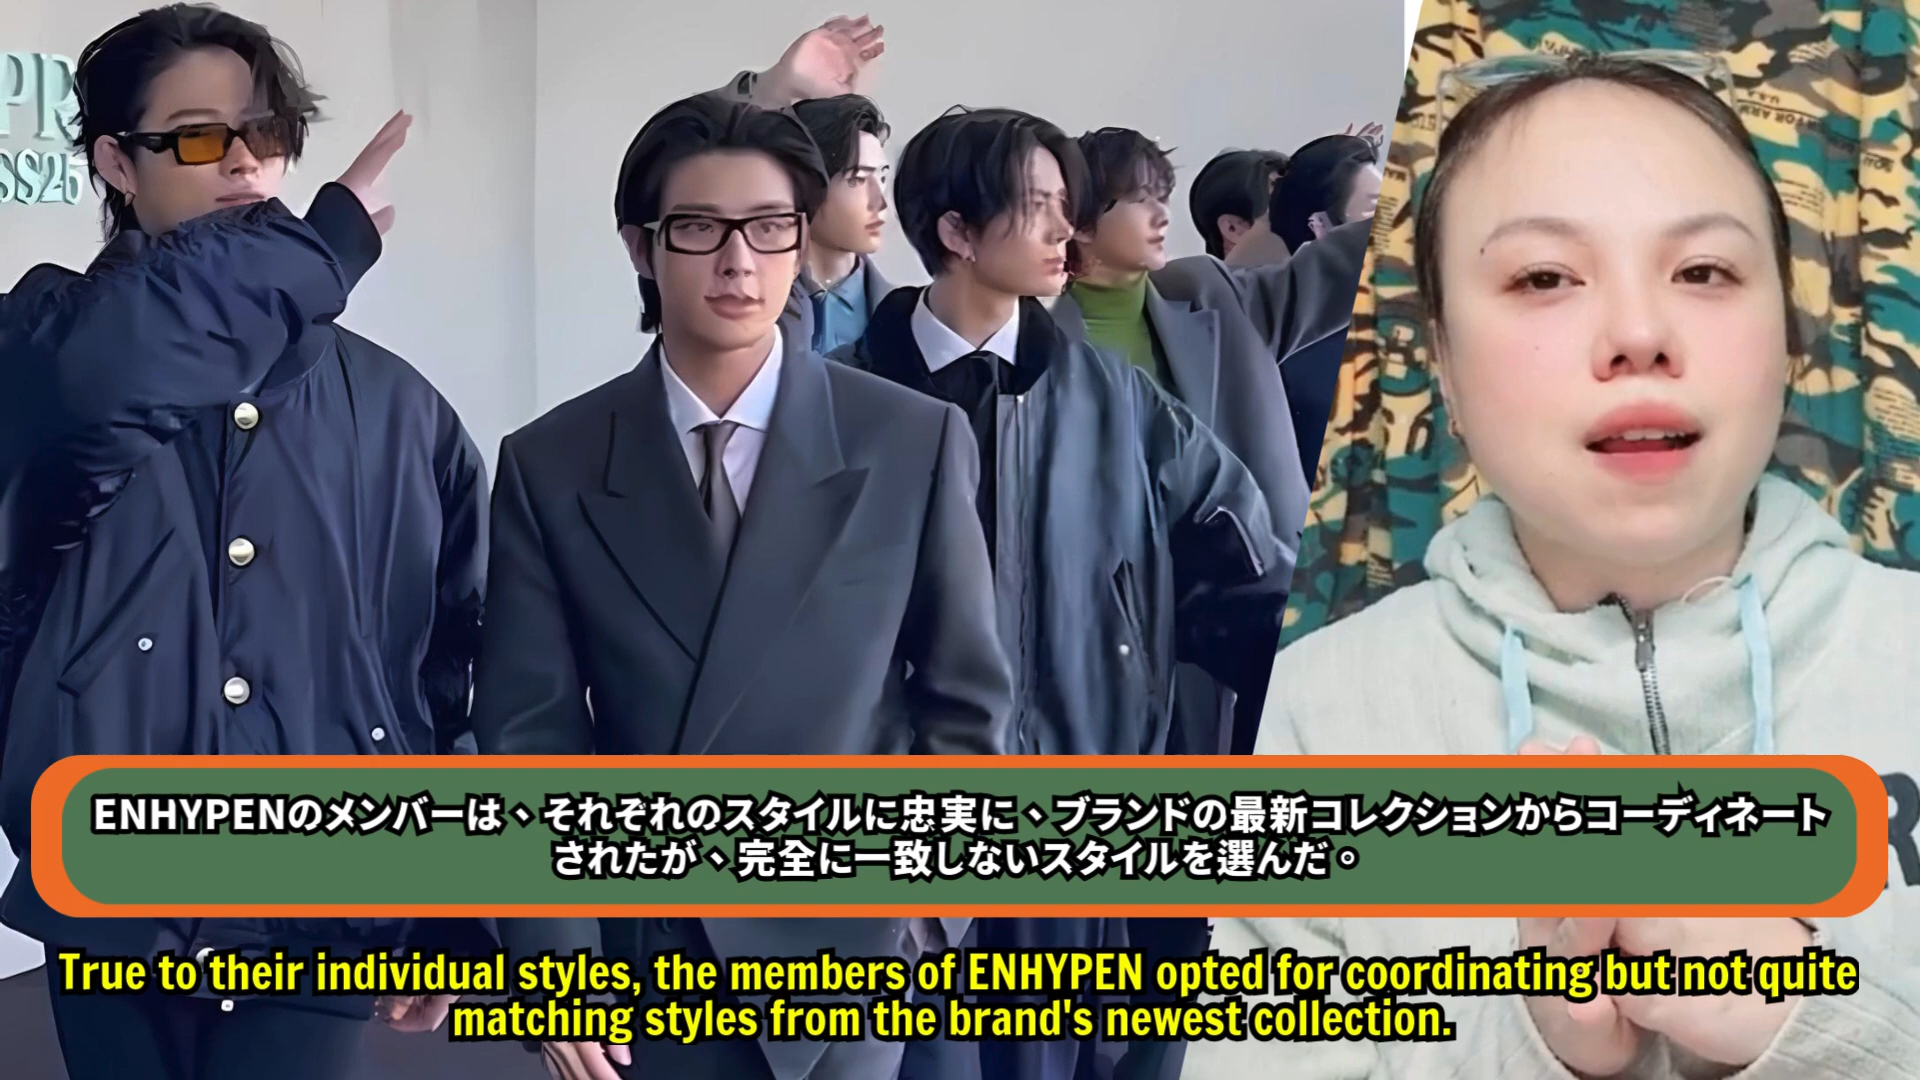 PR
SS25
ENHYPENのメンバーは、それぞれのスタイルに忠実に、ブランドの最新コレクションからコーディネート
されたが、完全に一致しないスタイルを選んだ。
True to their individual styles, the members of ENHYPEN opted for coordinating but not quite
matching styles from the brand's newest collection.